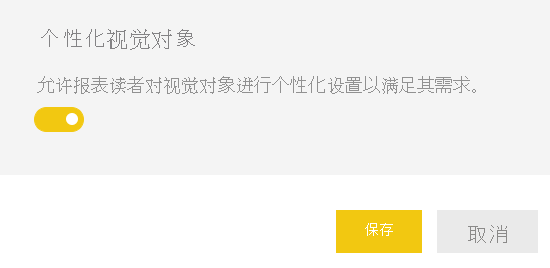 个性化视觉对象
允许报表读者对视觉对象进行个性化设置以满足其需求。
保存
取消